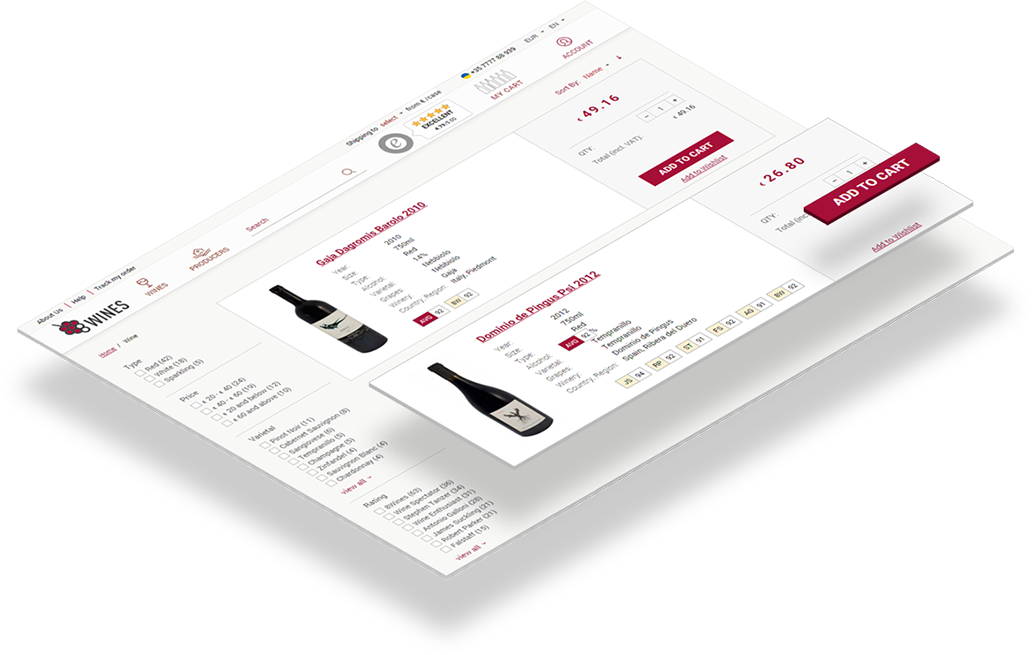 About Us | Help | Track my order
Shipping to select from € /case
+35 7777 88 939
EUR
EN
8WINES
WINES
PRODUCERS
Search
EXCELLENT
MY CART
ACCOUNT
Home / Wine
Sort By: Name
Type
Red (42)
White (18)
Sparkling (5)
Price
€ 20 - € 40 (24)
€ 40 - € 60 (19)
€ 20 and below (12)
€ 60 and above (10)
Varietal
Pinot Noir (11)
Cabernet Sauvignon (8)
Sangiovese (6)
Tempranillo (5)
Champagne (5)
Zinfandel (4)
Sauvignon Blanc (4)
Chardonnay (4)
view all
Rating
8Wines (63)
Wine Spectator (36)
Stephen Tanzer (34)
Wine Enthusiast (31)
Antonio Galloni (28)
James Suckling (21)
Robert Parker (21)
Falstaff (15)
view all
Gaja Dagromis Barolo 2010
Year: 2010
Size: 750ml
Type: Red
Alcohol: 14%
Varietal: Nebbiolo
Grapes: Nebbiolo
Winery: Gaja
Country, Region: Italy, Piedmont
AVG 92 BW 92
€ 49.16
QTY: - 1 +
Total (incl. VAT): € 49.16
ADD TO CART
Add to Wishlist
Dominio de Pingus Psi 2012
Year: 2012
Size: 750ml
Type: Red
Alcohol: %
Varietal: Tempranillo
Grapes: Tempranillo
Winery: Dominio de Pingus
Country, Region: Spain, Ribera del Duero
AVG 92
JS 94 RP 92 ST 91 FS 92 AG 91 BW 92
€ 26.80
QTY: - 1 +
Total
ADD TO CART
Add to Wishlist